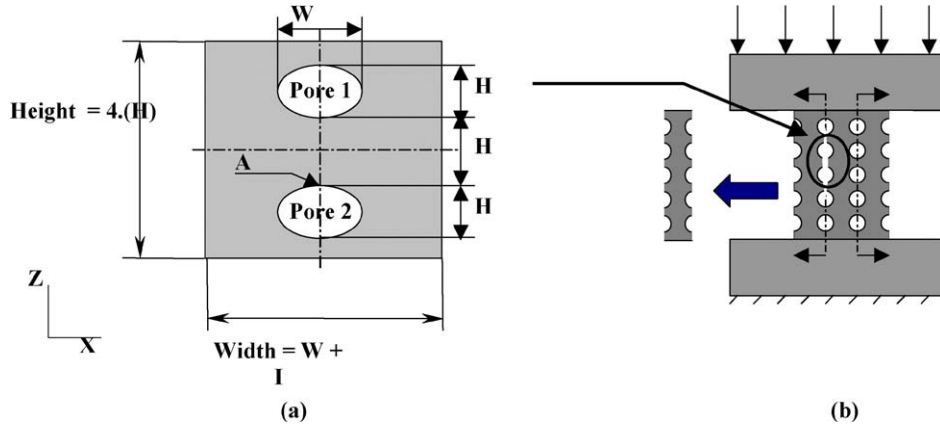 W
Pore 1
H
Height = 4.(H)
H
A
Pore 2
H
Z
X
Width = W +
I
(a)
(b)